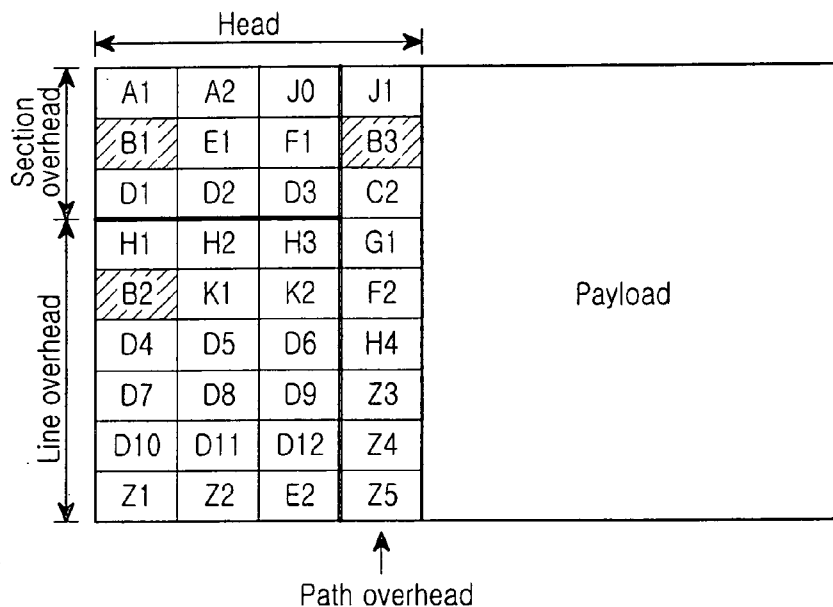 Head
Section overhead
A1 A2 J0 J1
B1 E1 F1 B3
D1 D2 D3 C2
Line overhead
H1 H2 H3 G1
B2 K1 K2 F2
D4 D5 D6 H4
D7 D8 D9 Z3
D10 D11 D12 Z4
Z1 Z2 E2 Z5
Payload
Path overhead